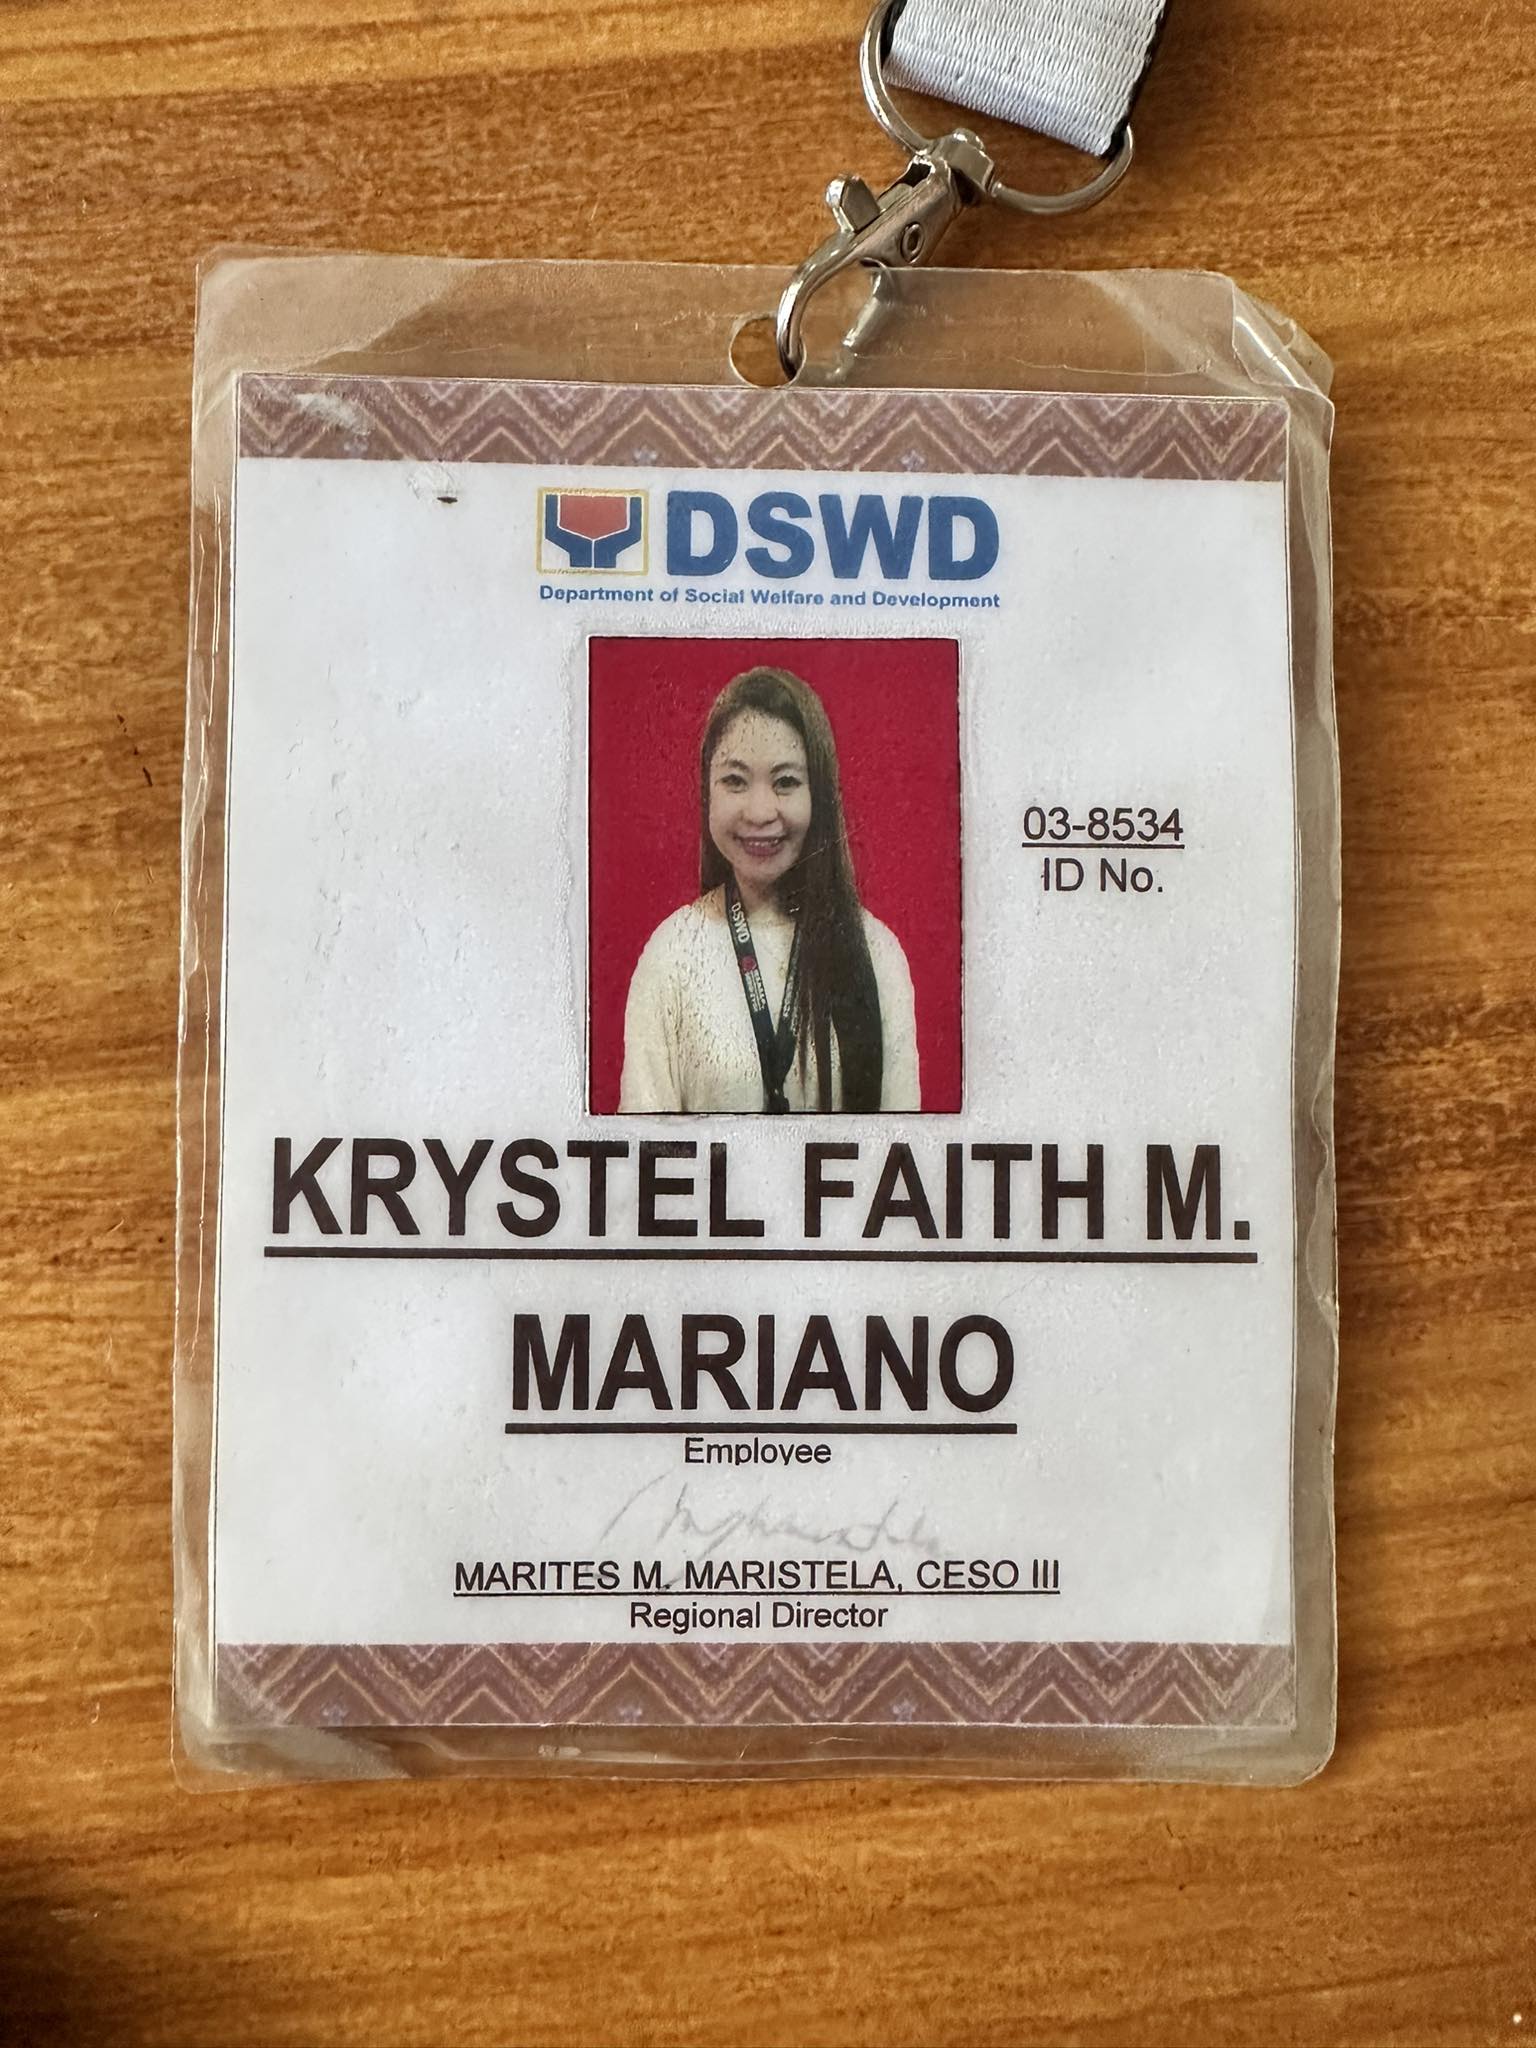 DSWD
Department of Social Welfare and Development
DSWD
03-8534
ID No.
KRYSTEL FAITH M.
MARIANO
Employee
MARITES M. MARISTELA, CESO III
Regional Director